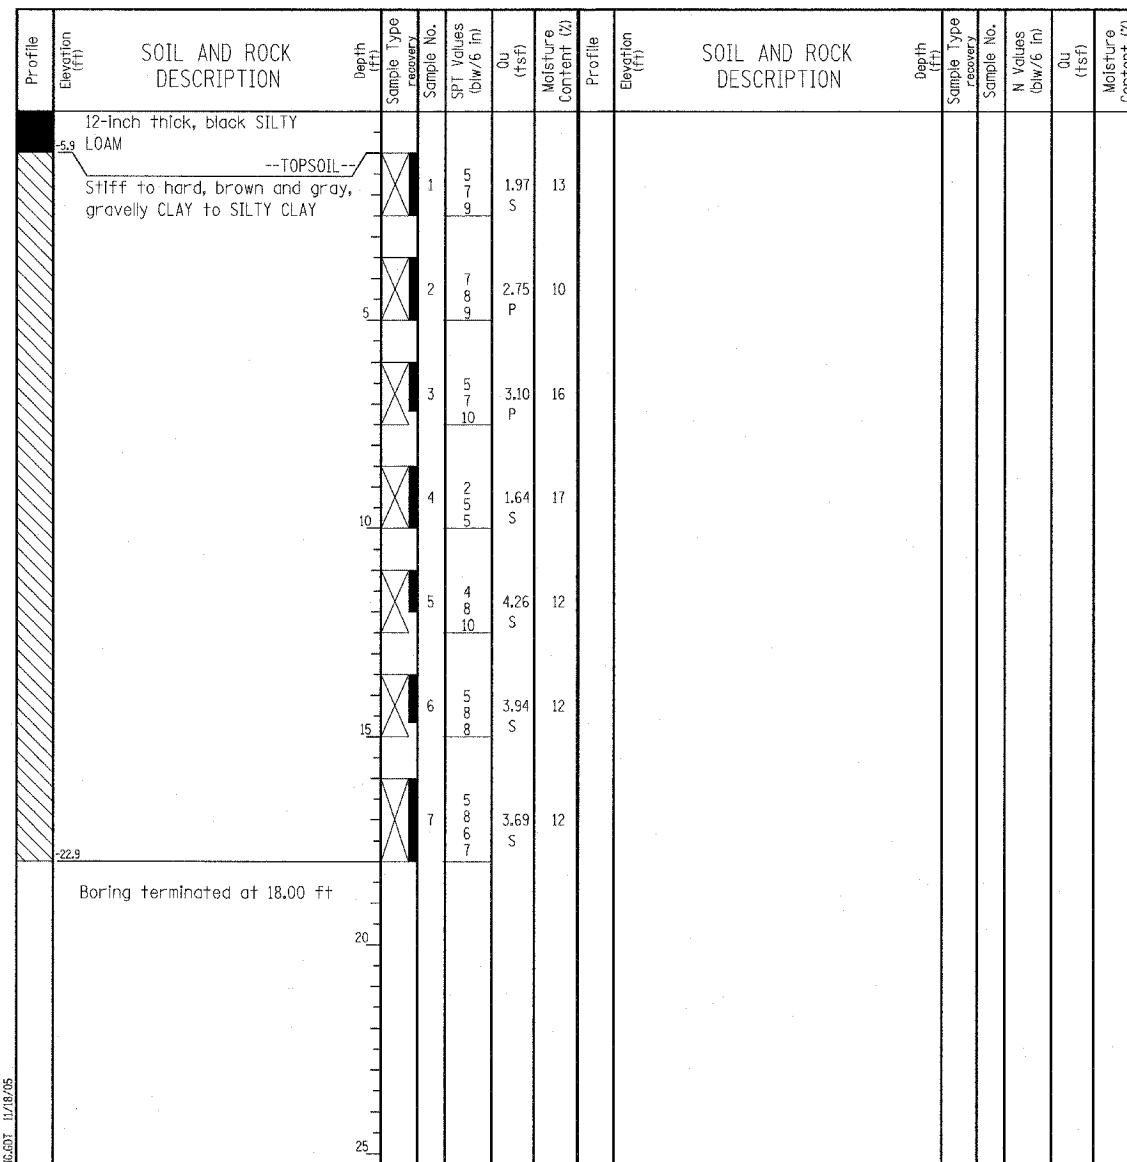 Profile
Elevation
(ft)
SOIL AND ROCK
DESCRIPTION
Depth
(ft)
Sample Type
recovery
Sample No.
SPT Values
(blw/6 in)
Qu
(tsf)
Moisture
Content (%)
Profile
Elevation
(ft)
SOIL AND ROCK
DESCRIPTION
Depth
(ft)
Sample Type
recovery
Sample No.
N Values
(blw/6 in)
Qu
(tsf)
Moisture
Content (%)
12-inch thick, black SILTY
-5.9 LOAM
--TOPSOIL--
Stiff to hard, brown and gray,
gravelly CLAY to SILTY CLAY
1
5
7
9
1.97
S
13
2
7
8
9
2.75
P
10
5
3
5
7
10
3.10
P
16
4
2
5
5
1.64
S
17
10
5
4
8
10
4.26
S
12
6
5
8
8
3.94
S
12
15
7
5
8
6
7
3.69
S
12
-22.9
Boring terminated at 18.00 ft
20
25
11/18/05